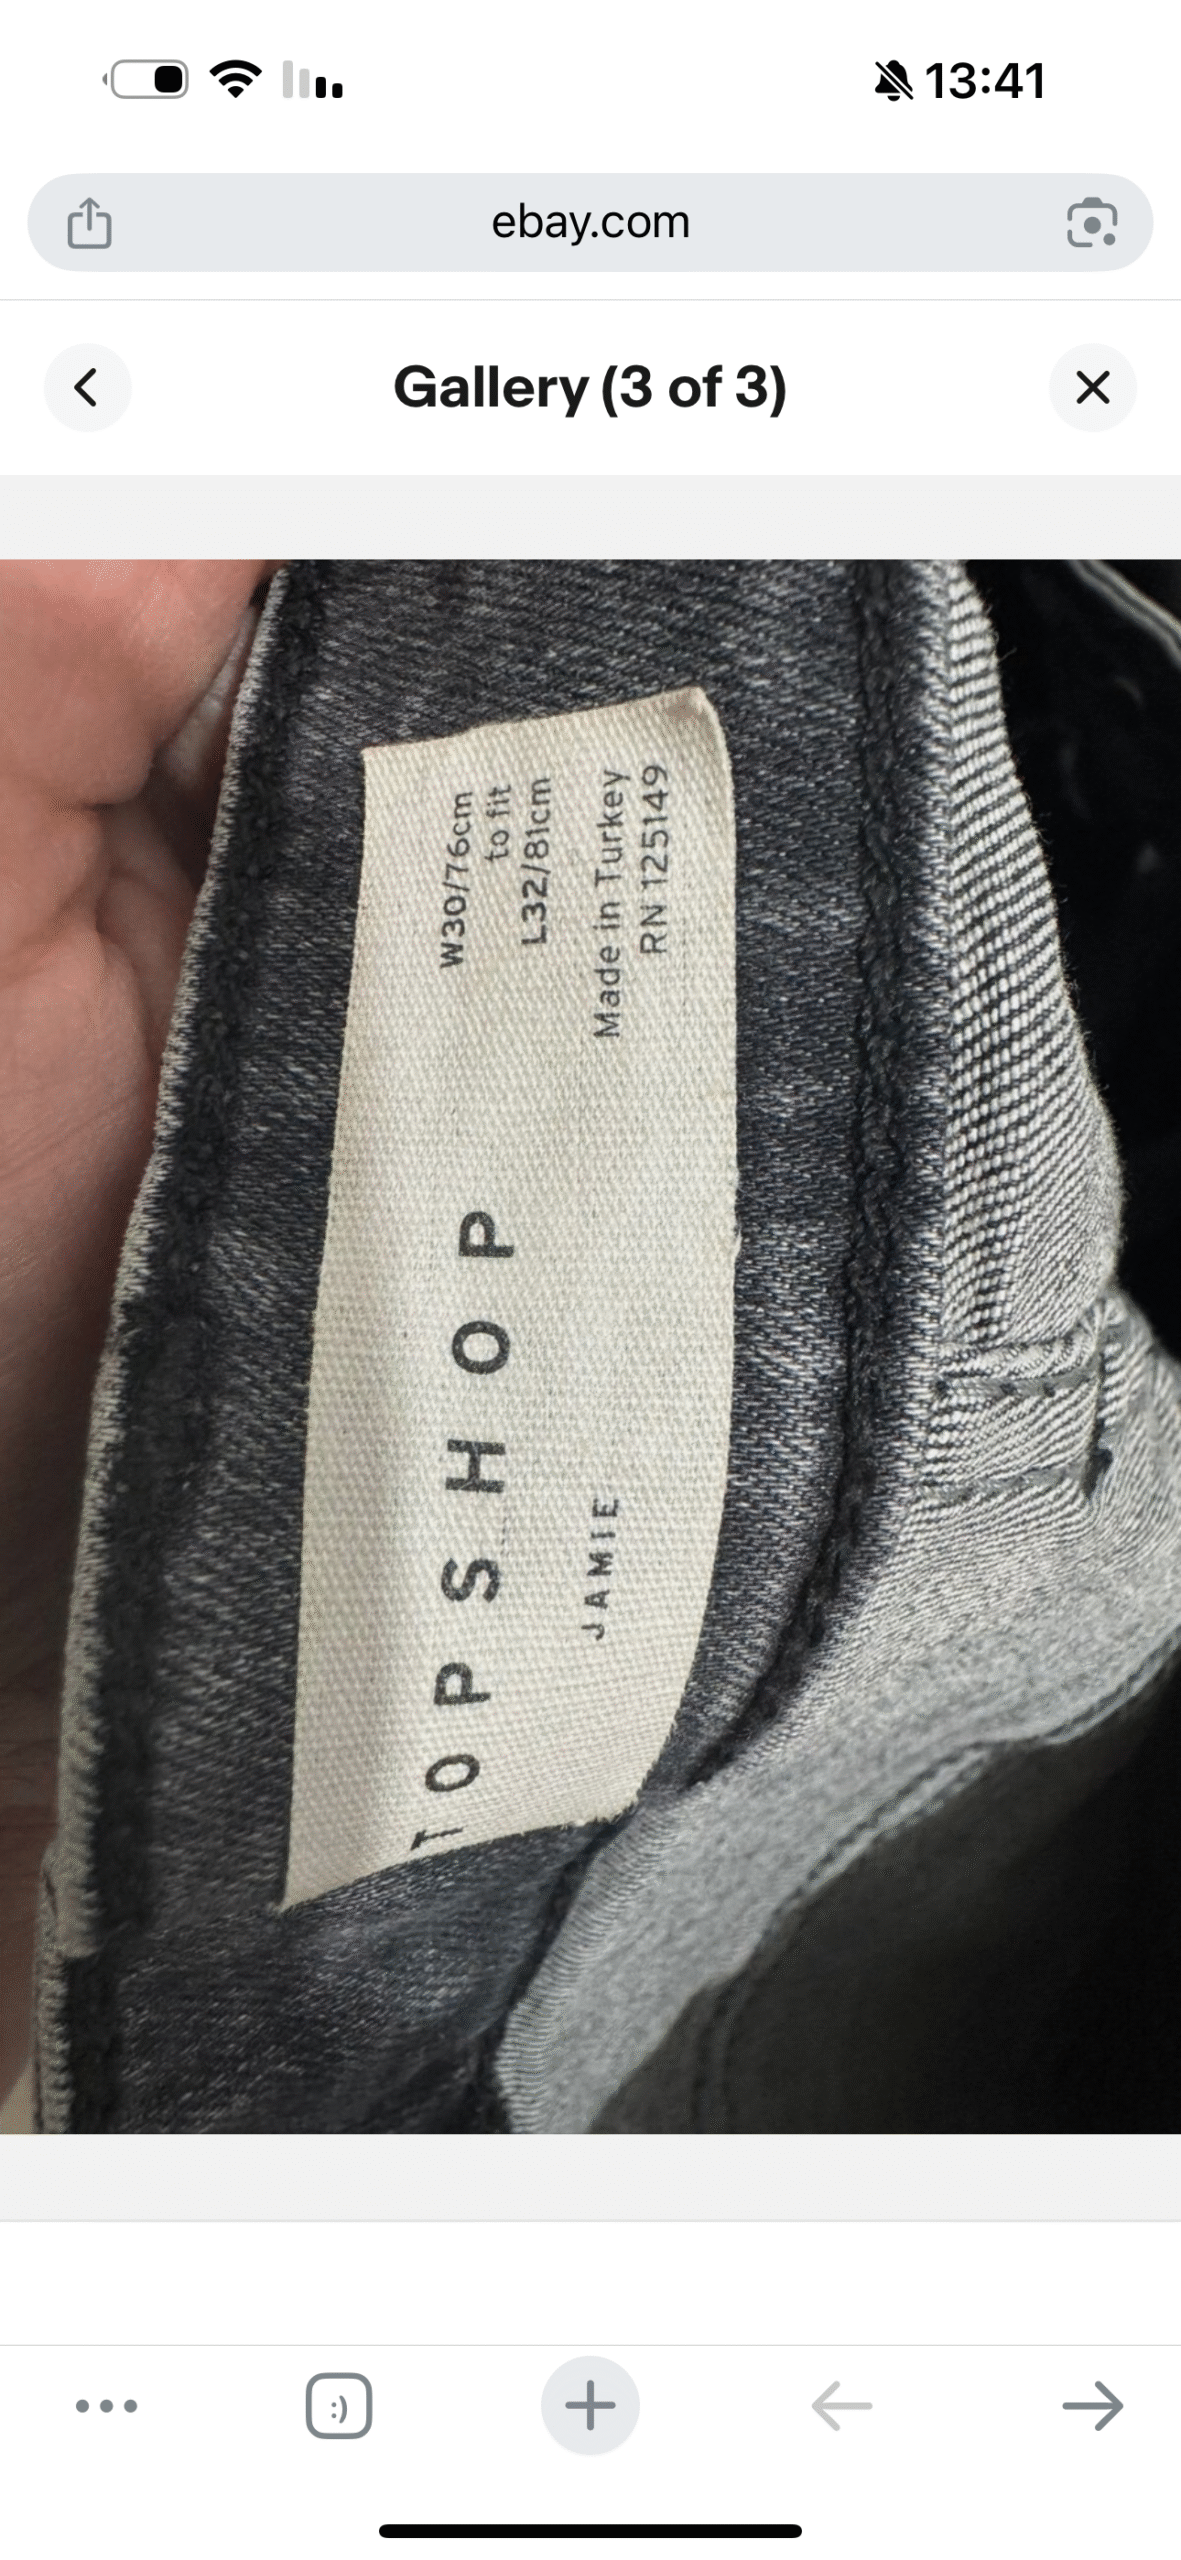 13:41
ebay.com
Gallery (3 of 3)
W30/76cm
to fit
L32/81cm
Made in Turkey
RN 125149
TOPSHOP
JAMIE
:)